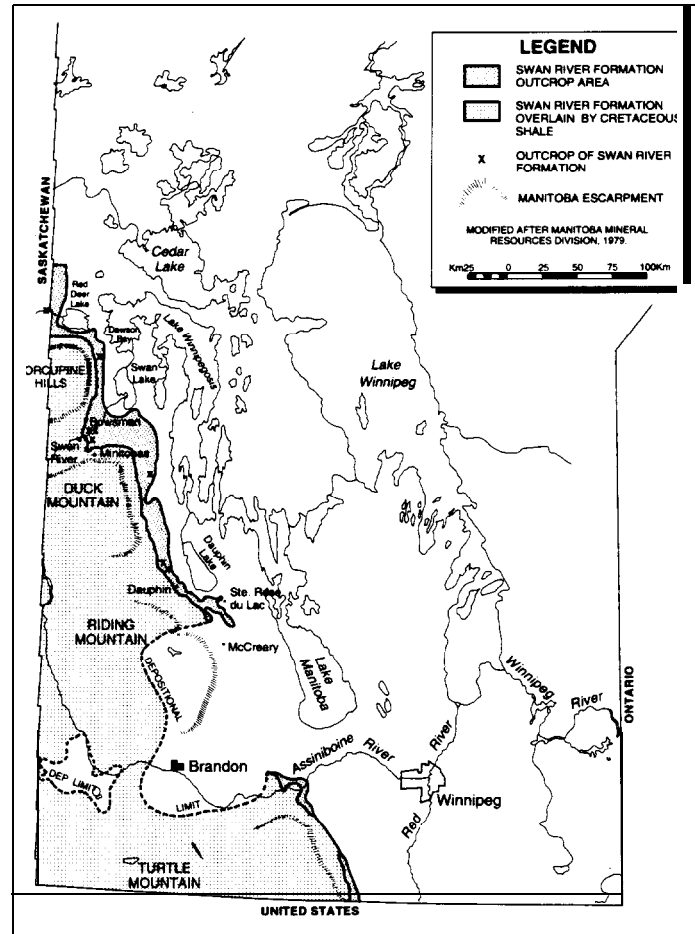 LEGEND
SWAN RIVER FORMATION
OUTCROP AREA
SWAN RIVER FORMATION
OVERLAIN BY CRETACEOUS
SHALE
x OUTCROP OF SWAN RIVER
FORMATION
MANITOBA ESCARPMENT
MODIFIED AFTER MANITOBA MINERAL
RESOURCES DIVISION, 1979.
Km25 0 25 50 75 100Km
SASKATCHEWAN
Cedar
Lake
Red
Deer
Lake
Dawson
Bay
Lake Winnipegosis
Swan
Lake
Lake
Winnipeg
ORCUPINE
HILLS
Bowsman
Swan
River
Minitonas
DUCK
MOUNTAIN
Dauphin
Lake
Dauphin
Ste. Rose
du Lac
RIDING
MOUNTAIN
McCreary
DEPOSITIONAL
LIMIT
Lake
Manitoba
Winnipeg
River
ONTARIO
Assiniboine
River
Red
River
DEP LIMIT
Brandon
Winnipeg
TURTLE
MOUNTAIN
UNITED STATES